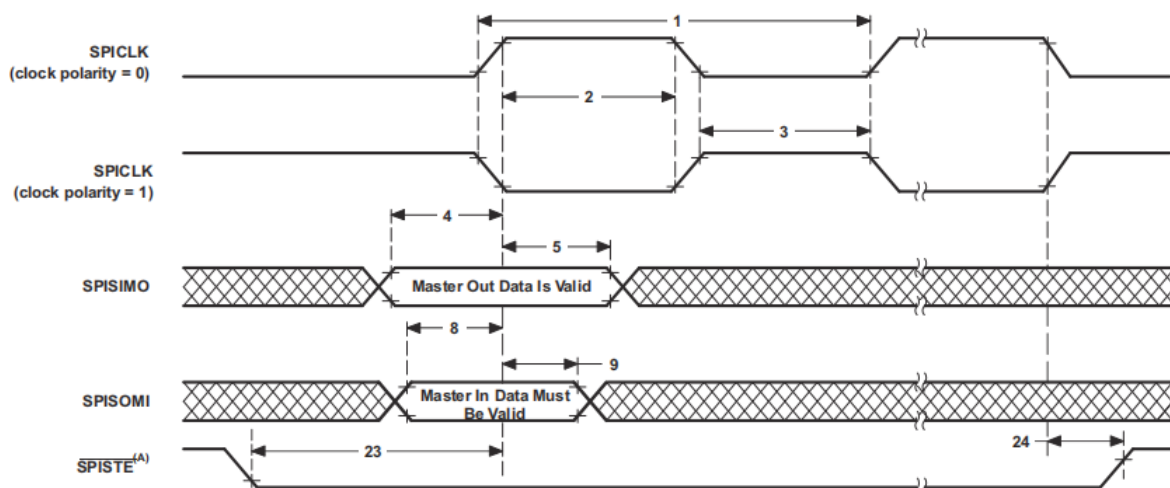 1
SPICLK
(clock polarity = 0)
2
3
SPICLK
(clock polarity = 1)
4
5
SPISIMO
Master Out Data Is Valid
8
9
SPISOMI
Master In Data Must
Be Valid
SPISTE(A)
23
24